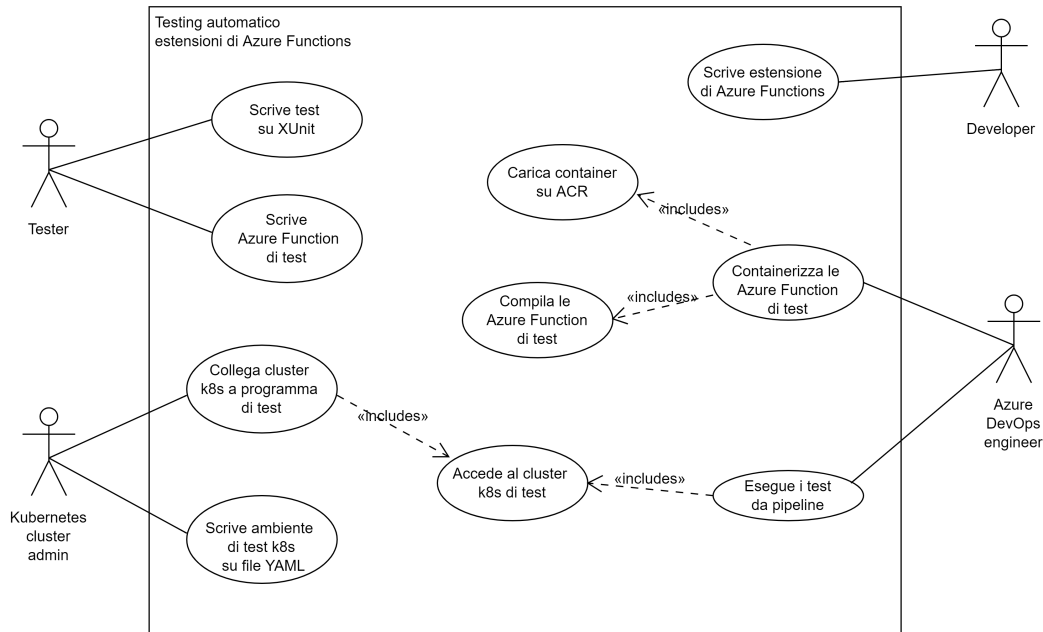 Testing automatico
estensioni di Azure Functions
Scrive estensione
di Azure Functions
Developer
Scrive test
su XUnit
Tester
Scrive
Azure Function
di test
Carica container
su ACR
«includes»
Containerizza le
Azure Function
di test
Compila le
Azure Function
di test
«includes»
Azure
DevOps
engineer
Collega cluster
k8s a programma
di test
«includes»
Accede al cluster
k8s di test
«includes»
Esegue i test
da pipeline
Kubernetes
cluster
admin
Scrive ambiente
di test k8s
su file YAML